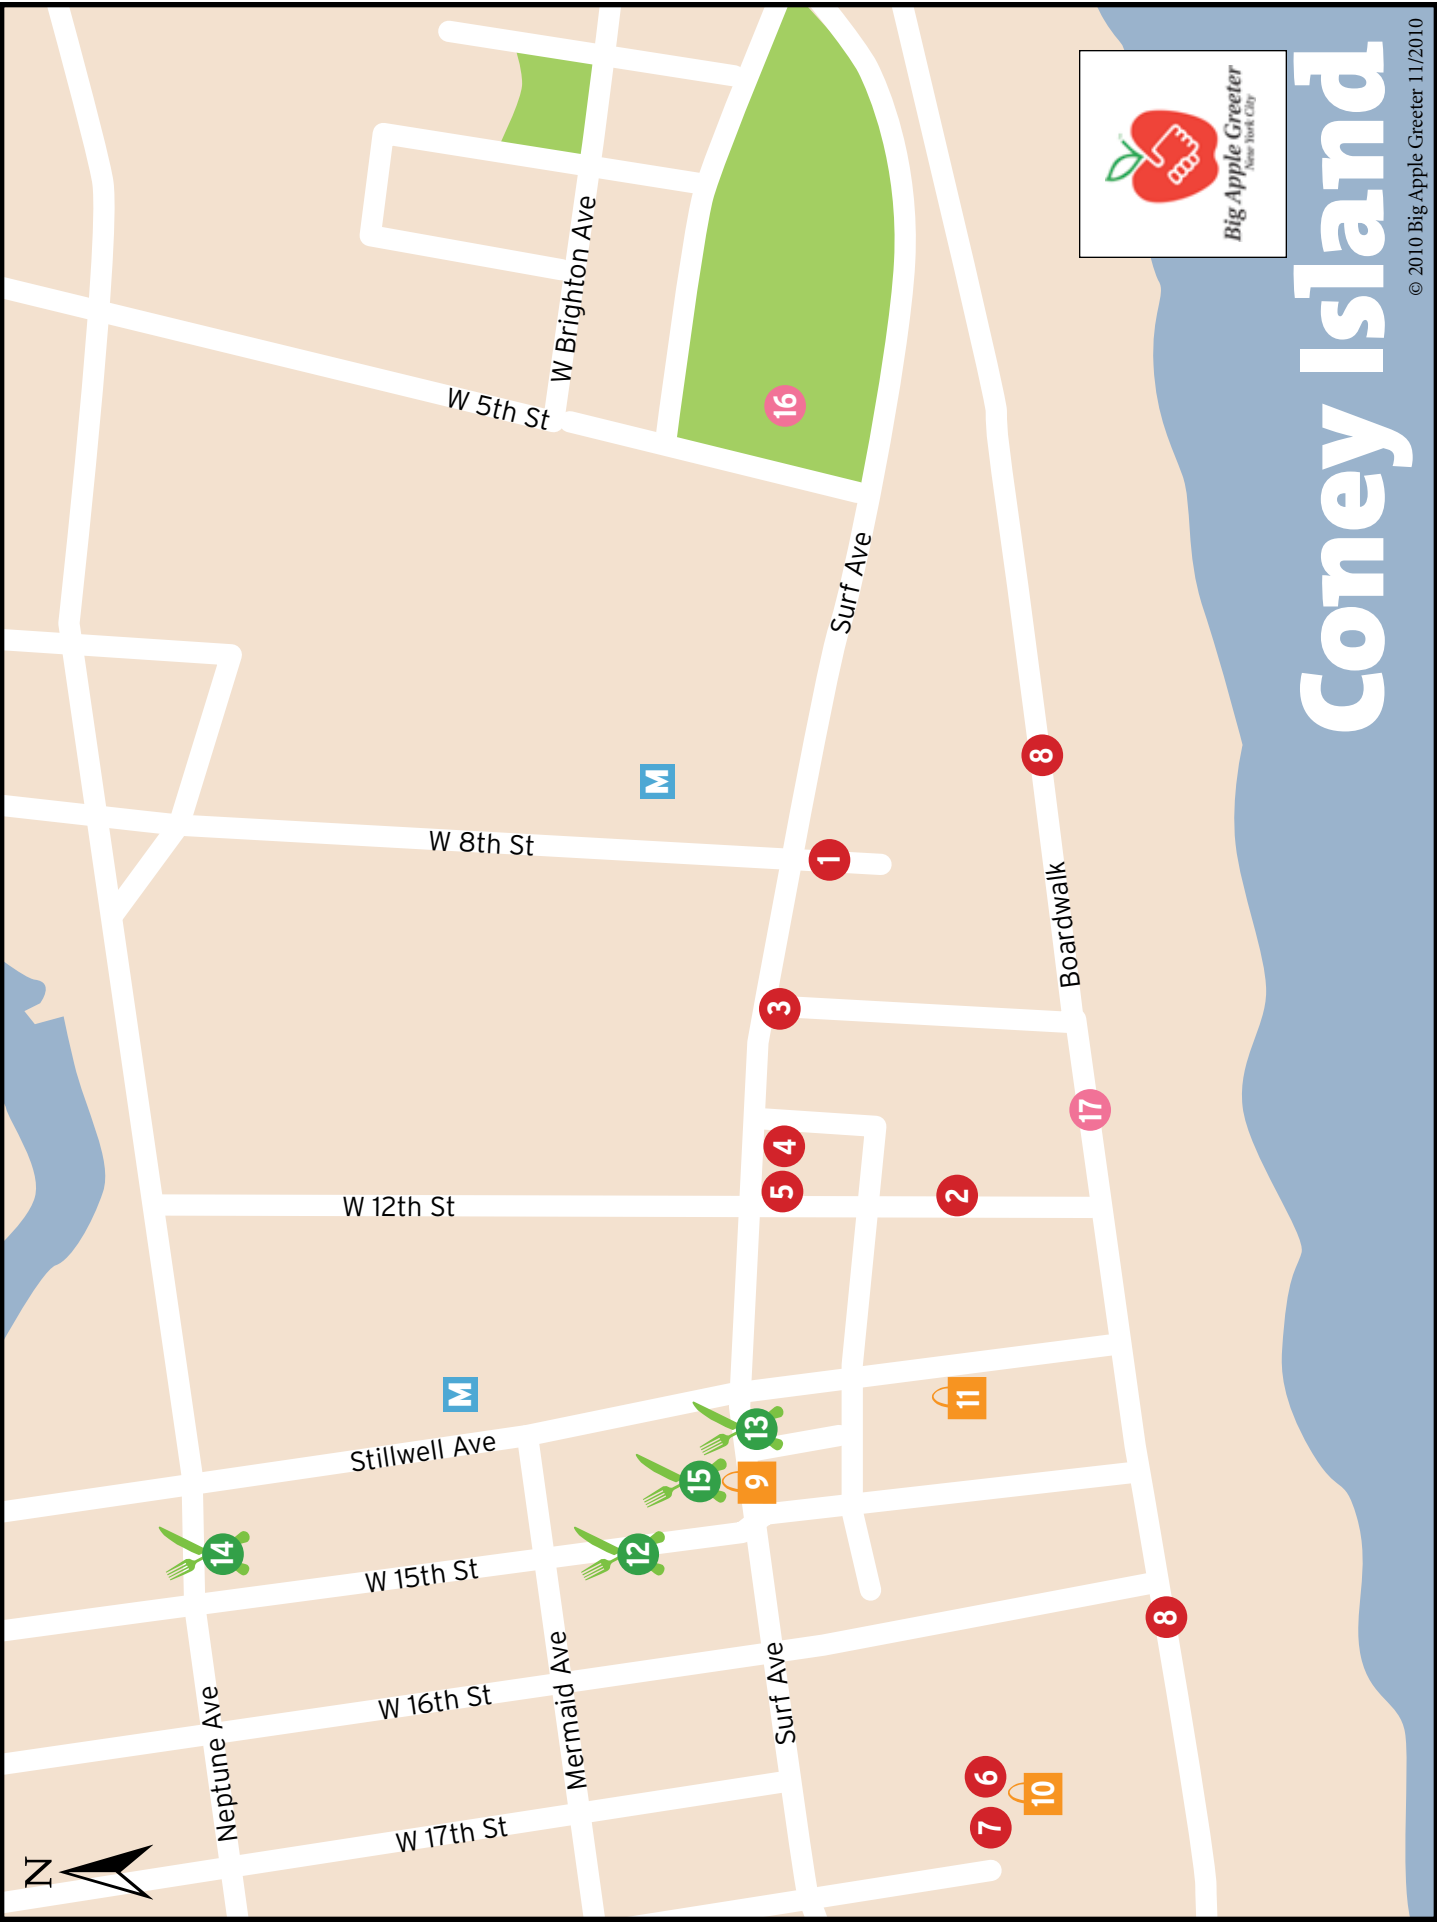 Coney Island
Big Apple Greeter
New York City
© 2010 Big Apple Greeter 11/2010
N
Neptune Ave
Mermaid Ave
Surf Ave
Surf Ave
W Brighton Ave
Boardwalk
W 17th St
W 16th St
W 15th St
Stillwell Ave
W 12th St
W 8th St
W 5th St
M
M
1
2
3
4
5
6
7
8
8
9
10
11
12
13
14
15
16
17